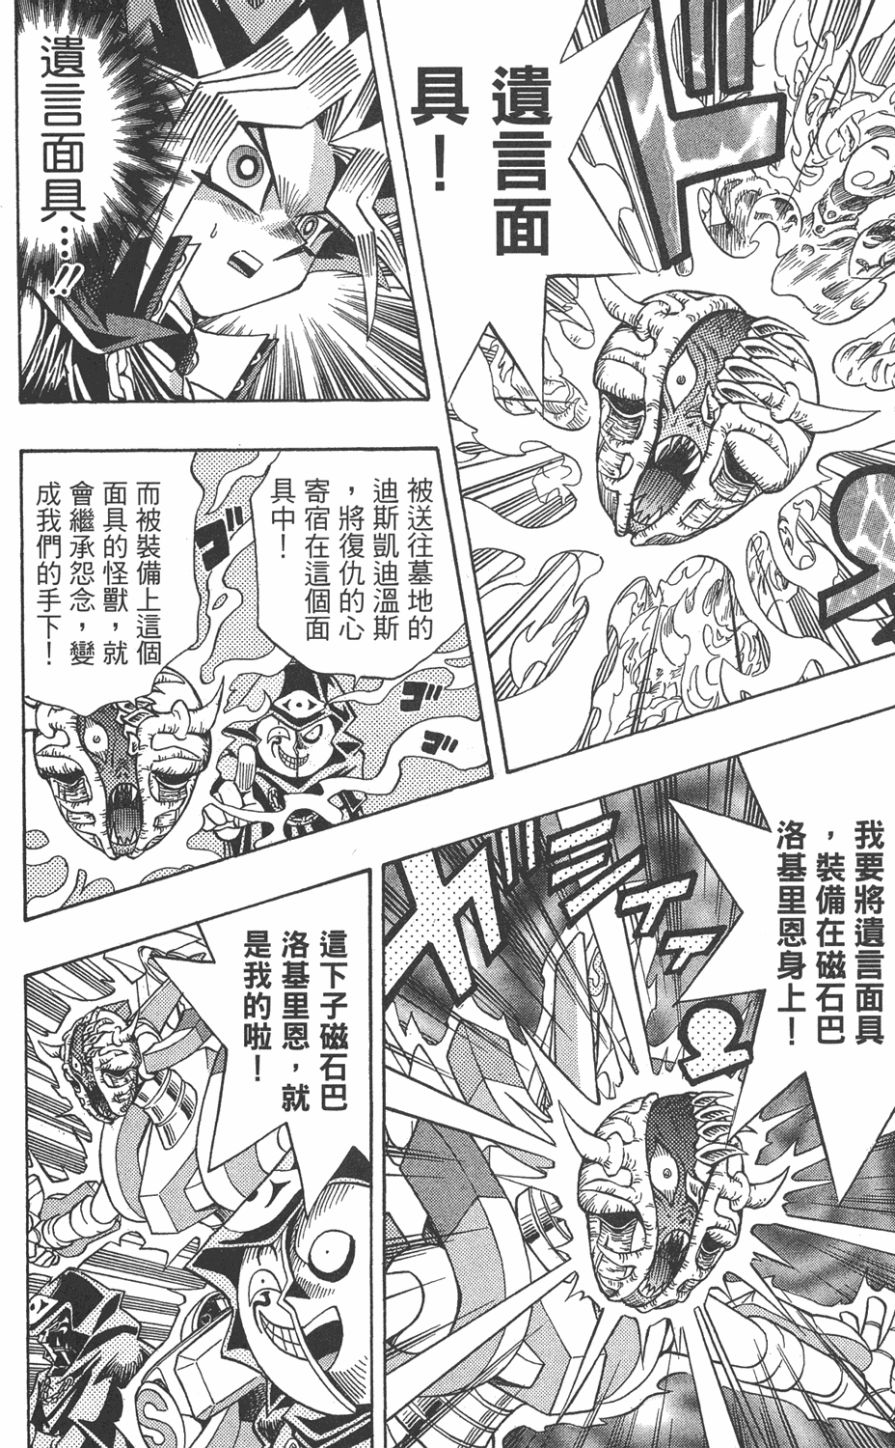 遺言面
具！
遺言面具…!!
被送往墓地的
迪斯凱迪溫斯
，將復仇的心
寄宿在這個面
具中！
而被裝備上這個
面具的怪獸，就
會繼承怨念，變
成我們的手下！
ゴ
ゴ
ゴ
我要將遺言面具
，裝備在磁石巴
洛基里恩身上！
這下子磁石巴
洛基里恩，就
是我的啦！
S